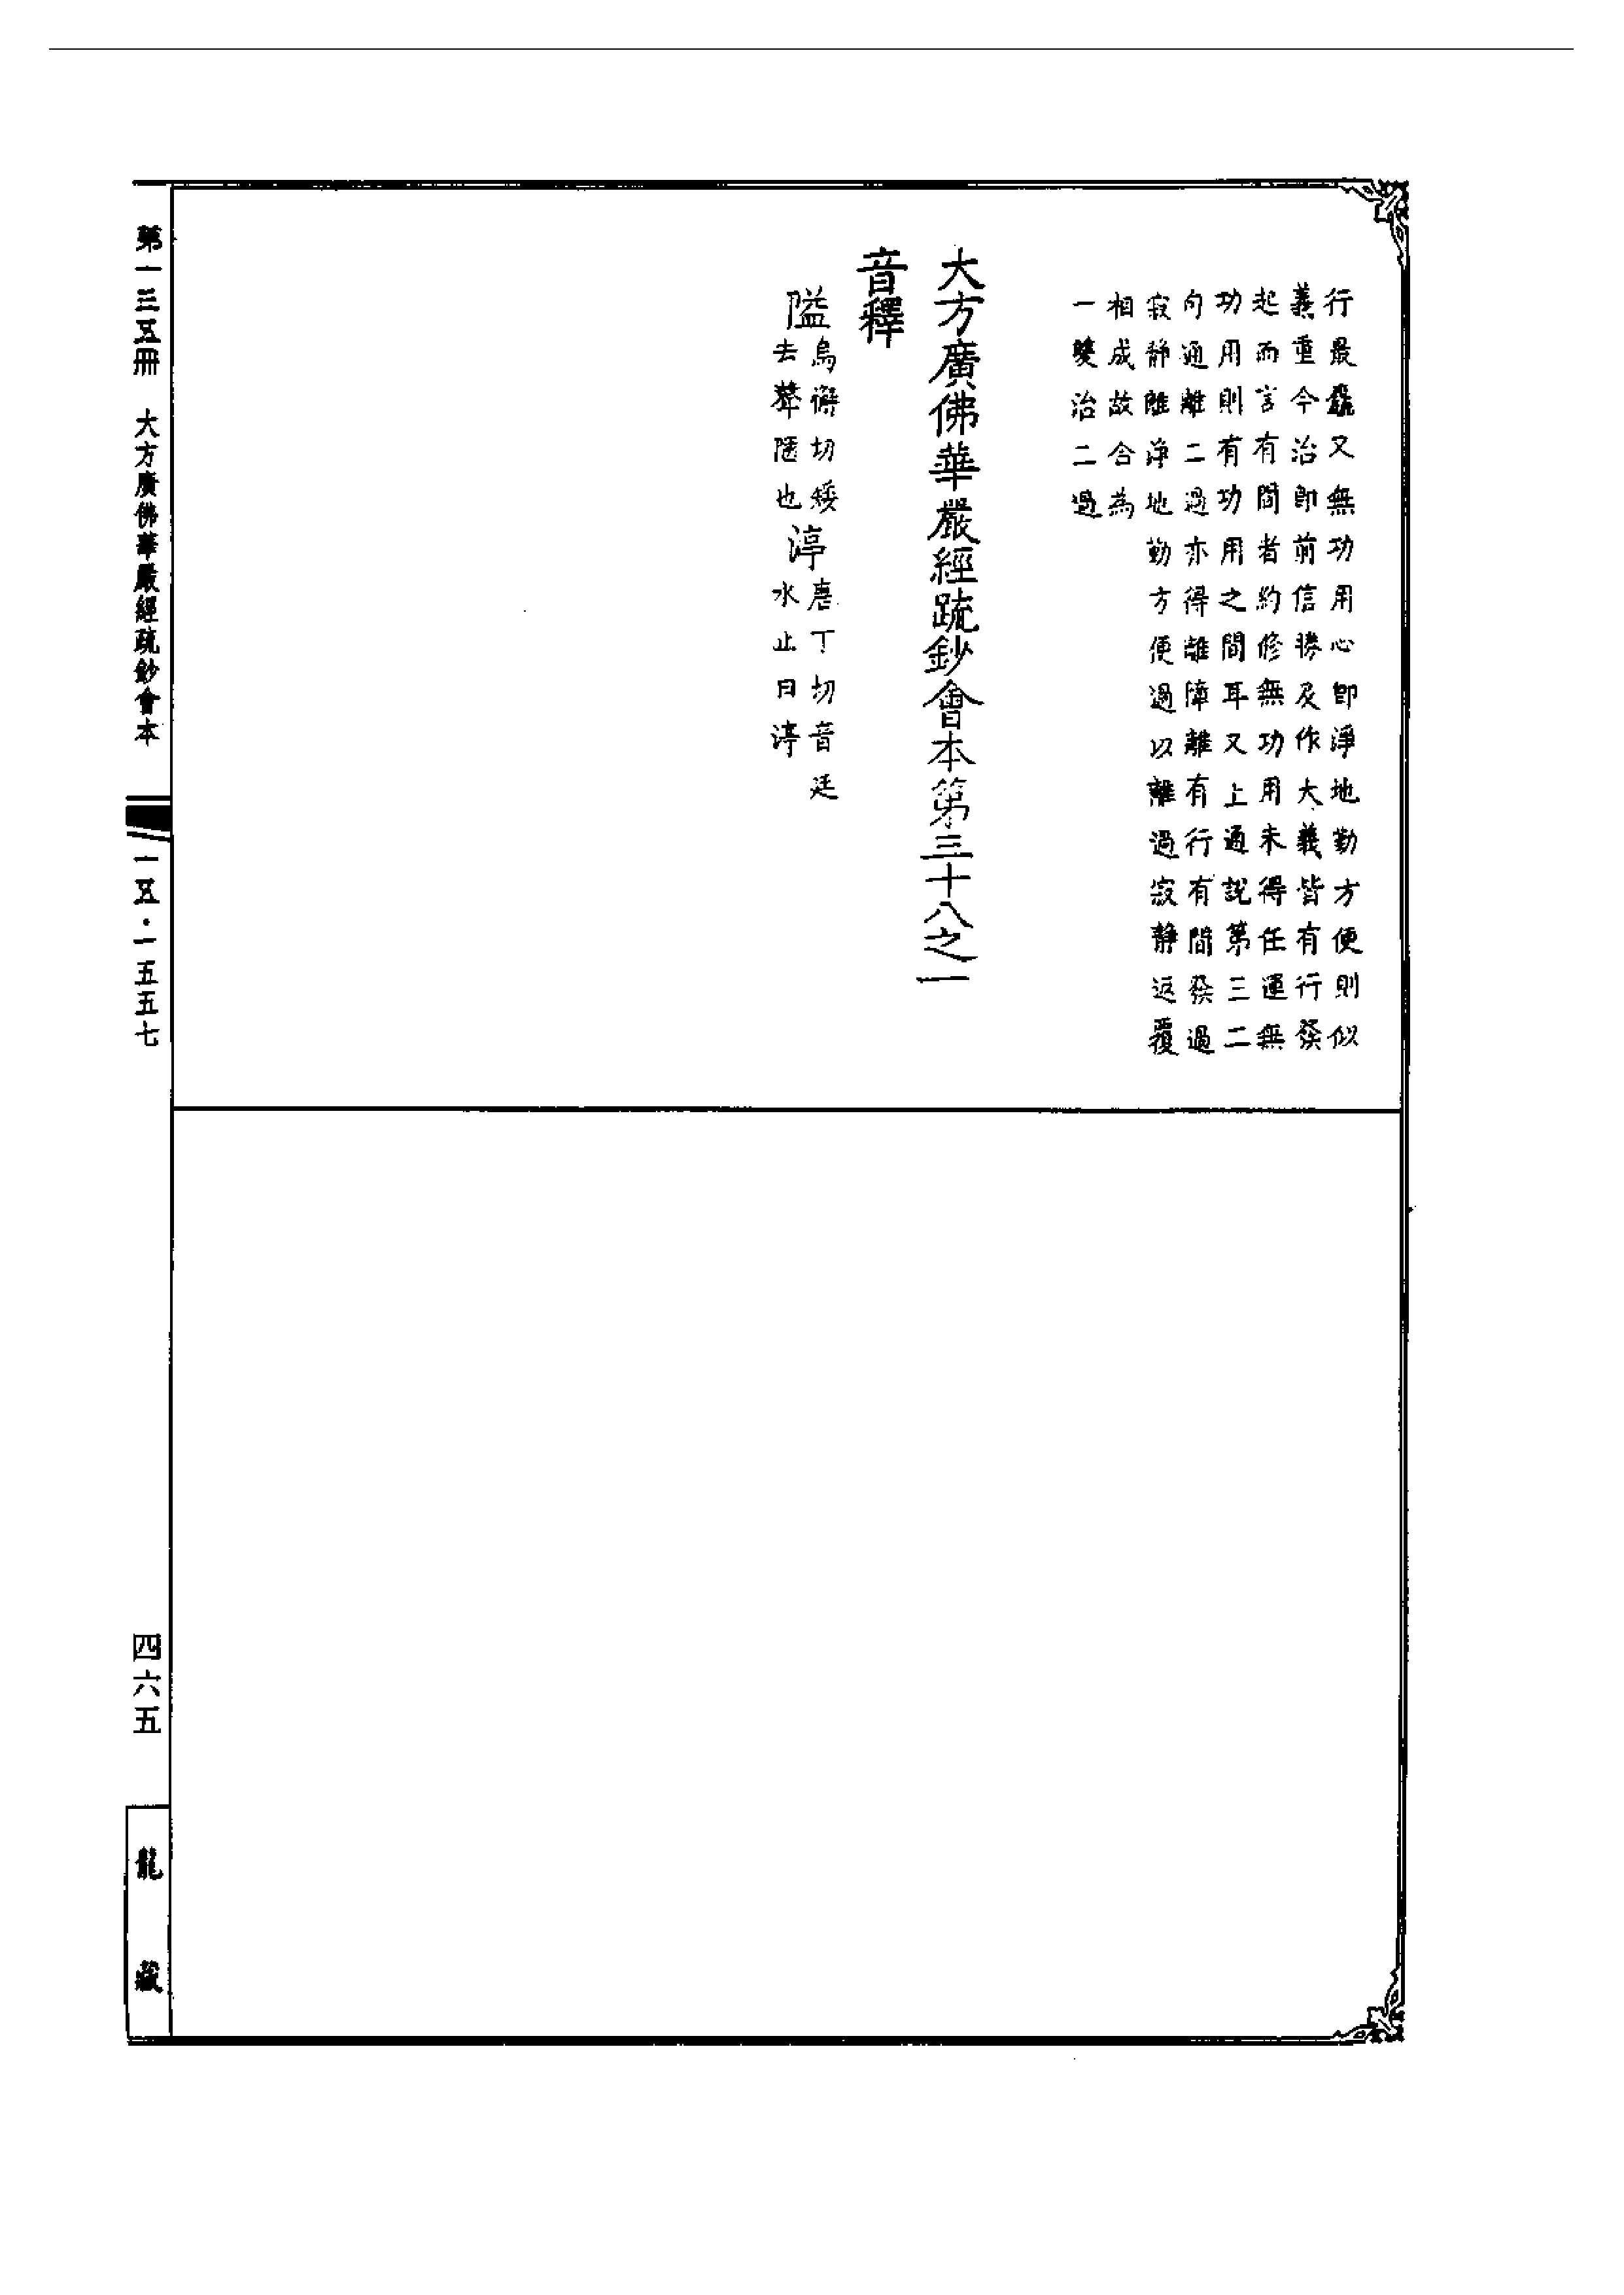 行最麤又無功用心即淨地勤方便則似
義重今治即前信勝及作大義皆有行發
起而言有間者約修無功用未得任運無
功用則有功用之間耳又上通說第三二
句通離二過亦得離障離有行有間發過
寂静離淨地勤方便過以離過寂静返覆
相成故合為
一雙治二過
大方廣佛華嚴經疏鈔會本第三十八之一
音釋
隘烏懈切矮去聲陋也渟唐丁切音廷水止曰渟
第一三五冊 大方廣佛華嚴經疏鈔會本
一五·一五五七
四六五
龍藏